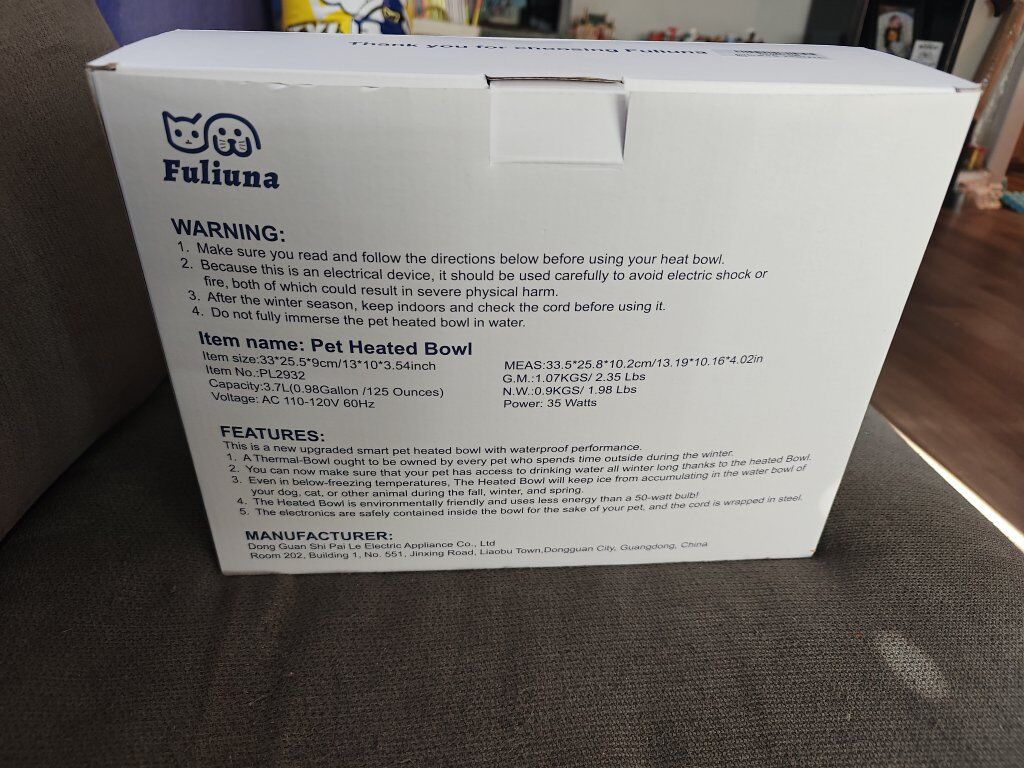 Thank you for choosing Fuliuna
Fuliuna
WARNING:
1. Make sure you read and follow the directions below before using your heat bowl.
2. Because this is an electrical device, it should be used carefully to avoid electric shock or
fire, both of which could result in severe physical harm.
3. After the winter season, keep indoors and check the cord before using it.
4. Do not fully immerse the pet heated bowl in water.
Item name: Pet Heated Bowl
Item size:33*25.5*9cm/13*10*3.54inch
Item No.:PL2932
Capacity:3.7L(0.98Gallon /125 Ounces)
Voltage: AC 110-120V 60Hz
MEAS:33.5*25.8*10.2cm/13.19*10.16*4.02in
G.M.:1.07KGS/ 2.35 Lbs
N.W.:0.9KGS/ 1.98 Lbs
Power: 35 Watts
FEATURES:
This is a new upgraded smart pet heated bowl with waterproof performance.
1. A Thermal-Bowl ought to be owned by every pet who spends time outside during the winter.
2. You can now make sure that your pet has access to drinking water all winter long thanks to the heated Bowl.
3. Even in below-freezing temperatures, The Heated Bowl will keep ice from accumulating in the water bowl of
your dog, cat, or other animal during the fall, winter, and spring.
4. The Heated Bowl is environmentally friendly and uses less energy than a 50-watt bulb!
5. The electronics are safely contained inside the bowl for the sake of your pet, and the cord is wrapped in steel.
MANUFACTURER:
Dong Guan Shi Pai Le Electric Appliance Co., Ltd
Room 202, Building 1, No. 551, Jinxing Road, Liaobu Town,Dongguan City, Guangdong, China